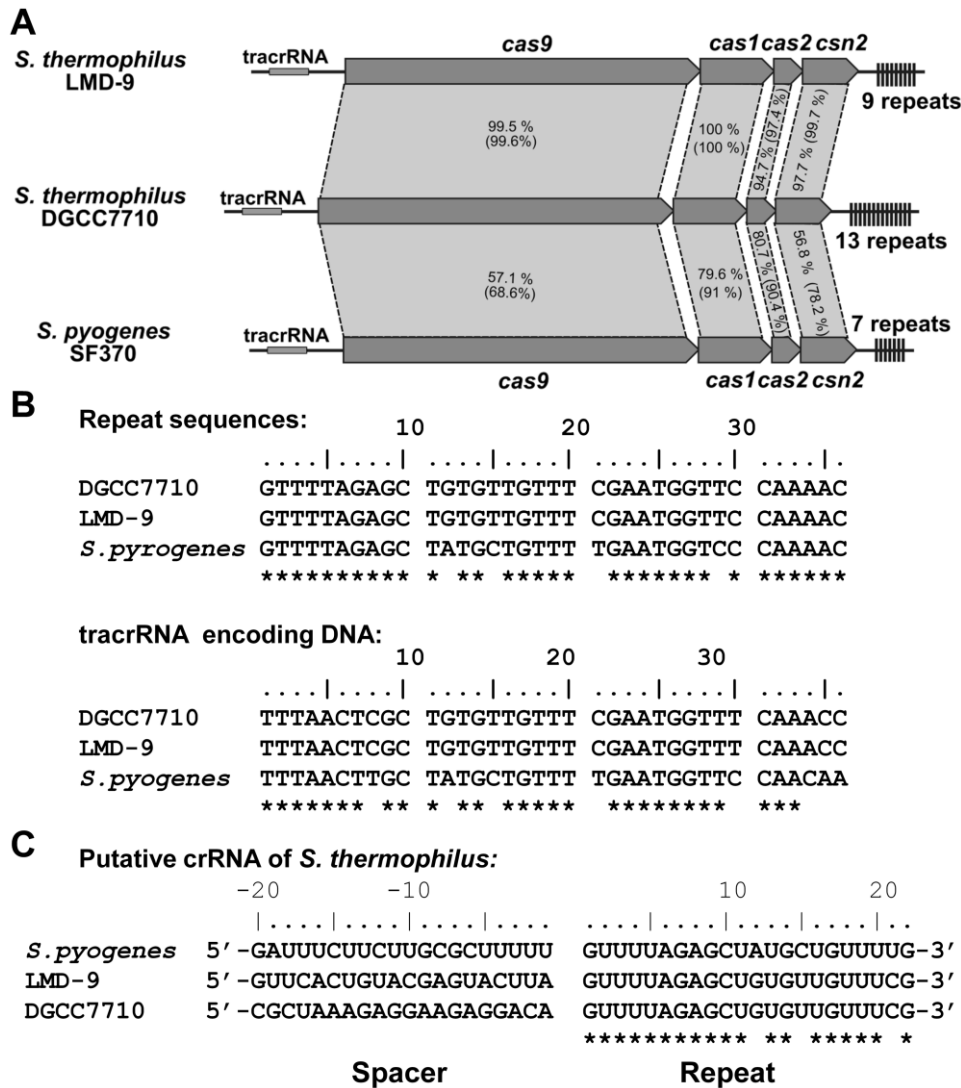 A
S. thermophilus
LMD-9
tracrRNA
cas9
cas1 cas2 csn2
9 repeats
99.5 %
(99.6%)
100 %
(100 %)
94.7 % (97.4 %)
97.7 % (99.7 %)
S. thermophilus
DGCC7710
tracrRNA
13 repeats
57.1 %
(68.6%)
79.6 %
(91 %)
80.7 % (90.4 %)
56.8 % (78.2 %)
S. pyogenes
SF370
tracrRNA
7 repeats
cas9
cas1 cas2 csn2
B
Repeat sequences:
10 20 30
....|....| ....|....| ....|....| ....|.
DGCC7710 GTTTTAGAGC TGTGTTGTTT CGAATGGTTC CAAAAC
LMD-9 GTTTTAGAGC TGTGTTGTTT CGAATGGTTC CAAAAC
S.pyrogenes GTTTTAGAGC TATGCTGTTT TGAATGGTCC CAAAAC
********** * ** ***** ******* * ******
tracrRNA encoding DNA:
10 20 30
....|....| ....|....| ....|....| ....|.
DGCC7710 TTTAACTCGC TGTGTTGTTT CGAATGGTTT CAAACC
LMD-9 TTTAACTCGC TGTGTTGTTT CGAATGGTTT CAAACC
S.pyogenes TTTAACTTGC TATGCTGTTT TGAATGGTTC CAACAA
******* ** * ** ***** ******** ***
C
Putative crRNA of S. thermophilus:
-20 -10 10 20
|....|....|....|.... ....|....|....|....|..
S.pyogenes 5’-GAUUUCUUCUUGCGCUUUUU GUUUUAGAGCUAUGCUGUUUUG-3’
LMD-9 5’-GUUCACUGUACGAGUACUUA GUUUUAGAGCUGUGUUGUUUCG-3’
DGCC7710 5’-CGCUAAAGAGGAAGAGGACA GUUUUAGAGCUGUGUUGUUUCG-3’
*********** ** ***** *
Spacer Repeat